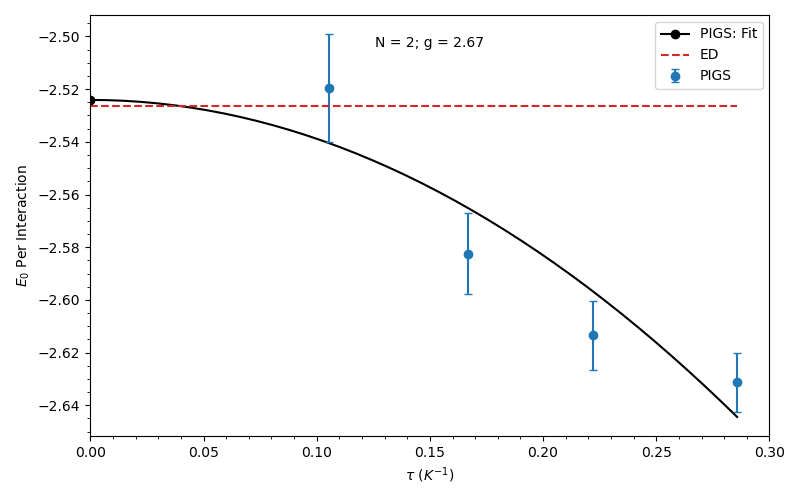 N = 2; g = 2.67
PIGS: Fit
ED
PIGS
−2.50
−2.52
−2.54
−2.56
−2.58
−2.60
−2.62
−2.64
E₀ Per Interaction
0.00 0.05 0.10 0.15 0.20 0.25 0.30
τ (K⁻¹)